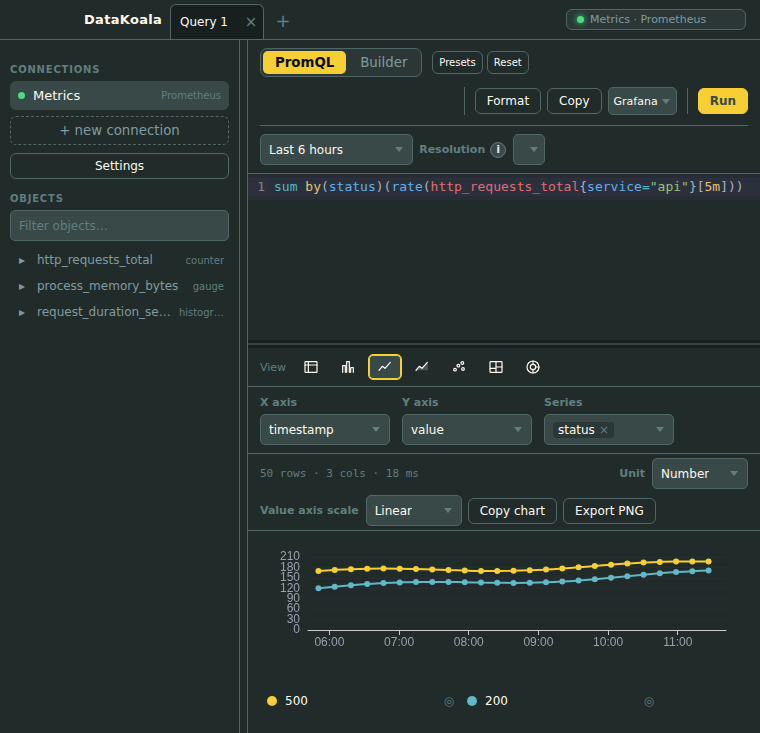 DataKoala
Query 1 × +
Metrics · Prometheus
CONNECTIONS
Metrics Prometheus
+ new connection
Settings
OBJECTS
Filter objects…
▸ http_requests_total counter
▸ process_memory_bytes gauge
▸ request_duration_se… histogr…
PromQL Builder Presets Reset
Format Copy Grafana Run
Last 6 hours Resolution i
1 sum by(status)(rate(http_requests_total{service="api"}[5m]))
View
X axis Y axis Series
timestamp value status ×
50 rows · 3 cols · 18 ms Unit Number
Value axis scale Linear Copy chart Export PNG
210
180
150
120
90
60
30
0
06:00 07:00 08:00 09:00 10:00 11:00
500 ◎ 200 ◎